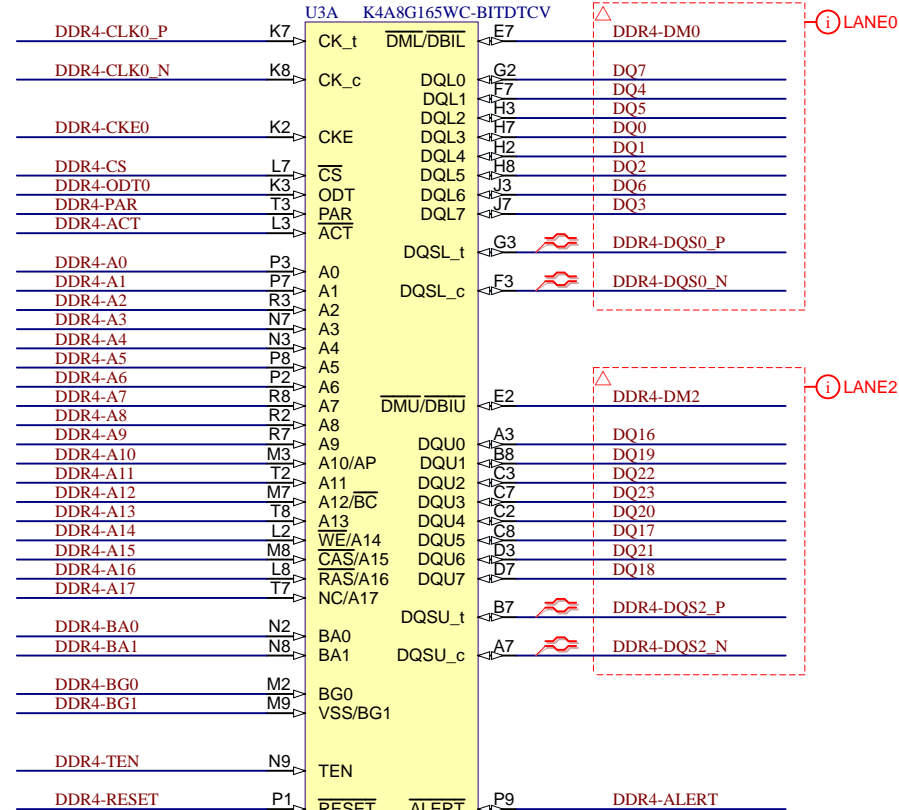 U3A K4A8G165WC-BITDTCV
DDR4-CLK0_P K7 CK_t DML/DBIL E7 DDR4-DM0 LANE0
DDR4-CLK0_N K8 CK_c DQL0 G2 DQ7
DQL1 F7 DQ4
DQL2 H3 DQ5
DDR4-CKE0 K2 CKE DQL3 H7 DQ0
DQL4 H2 DQ1
DDR4-CS L7 CS DQL5 H8 DQ2
DDR4-ODT0 K3 ODT DQL6 J3 DQ6
DDR4-PAR T3 PAR DQL7 J7 DQ3
DDR4-ACT L3 ACT
DQSL_t G3 DDR4-DQS0_P
DDR4-A0 P3 A0
DDR4-A1 P7 A1 DQSL_c F3 DDR4-DQS0_N
DDR4-A2 R3 A2
DDR4-A3 N7 A3
DDR4-A4 N3 A4
DDR4-A5 P8 A5
DDR4-A6 P2 A6 LANE2
DDR4-A7 R8 A7 DMU/DBIU E2 DDR4-DM2
DDR4-A8 R2 A8
DDR4-A9 R7 A9 DQU0 A3 DQ16
DDR4-A10 M3 A10/AP DQU1 B8 DQ19
DDR4-A11 T2 A11 DQU2 C3 DQ22
DDR4-A12 M7 A12/BC DQU3 C7 DQ23
DDR4-A13 T8 A13 DQU4 C2 DQ20
DDR4-A14 L2 WE/A14 DQU5 C8 DQ17
DDR4-A15 M8 CAS/A15 DQU6 D3 DQ21
DDR4-A16 L8 RAS/A16 DQU7 D7 DQ18
DDR4-A17 T7 NC/A17
DQSU_t B7 DDR4-DQS2_P
DDR4-BA0 N2 BA0
DDR4-BA1 N8 BA1 DQSU_c A7 DDR4-DQS2_N
DDR4-BG0 M2 BG0
DDR4-BG1 M9 VSS/BG1
DDR4-TEN N9 TEN
DDR4-RESET P1 RESET ALERT P9 DDR4-ALERT